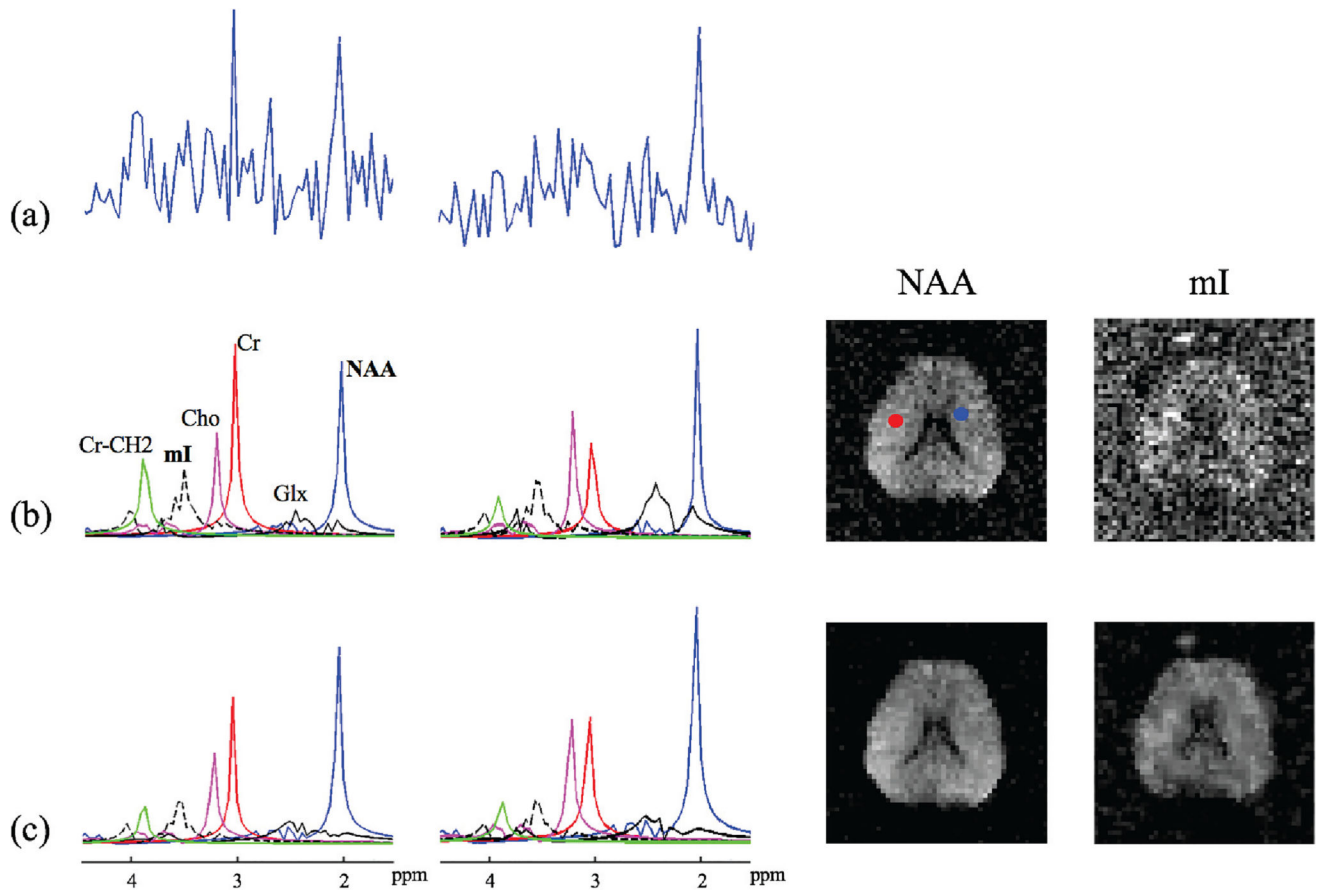 (a)
NAA mI
Cr
NAA
Cho
Cr-CH2
mI
Glx
(b)
(c)
4 3 2 ppm 4 3 2 ppm